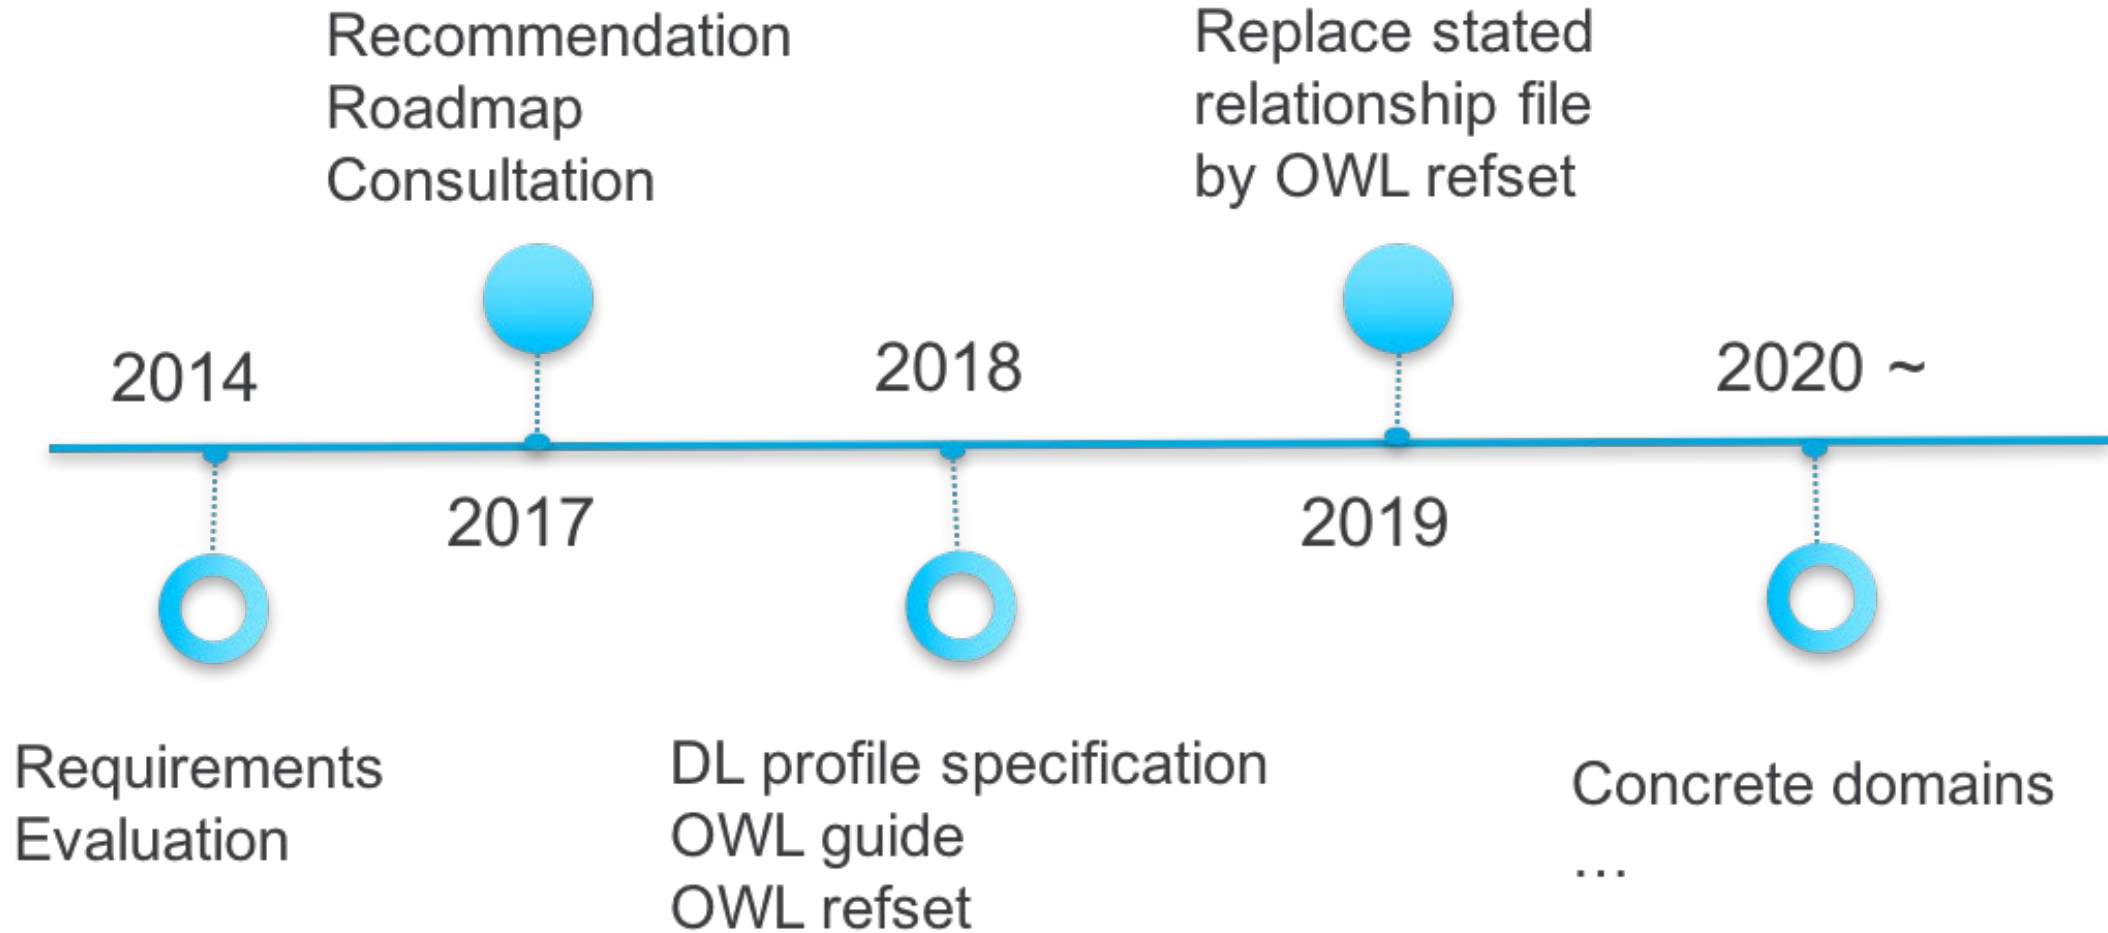 Recommendation
Roadmap
Consultation
Replace stated
relationship file
by OWL refset
2014
2018
2020 ~
2017
2019
Requirements
Evaluation
DL profile specification
OWL guide
OWL refset
Concrete domains
…